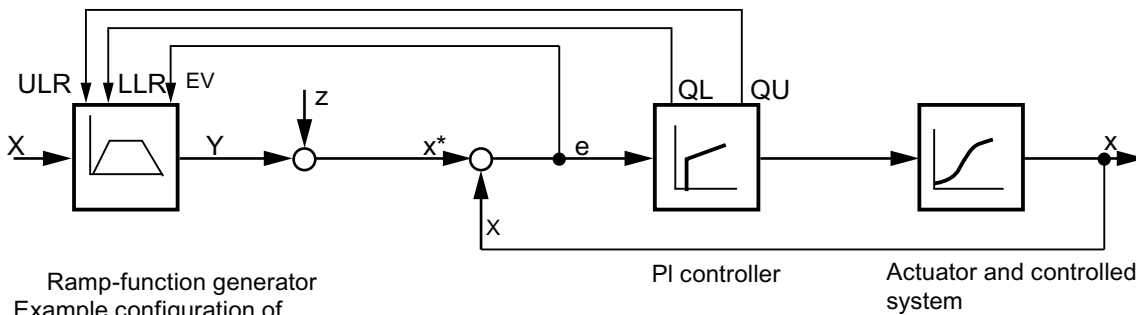 ULR LLR EV QL QU
X Y z x* e x
X
Ramp-function generator
PI controller
Actuator and controlled
system
Example configuration of